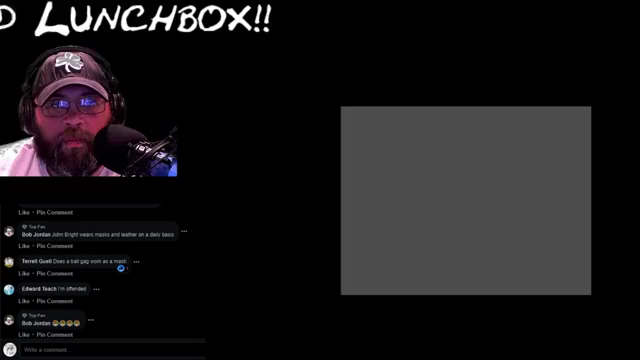 D LUNCHBOX!!
Like · Pin Comment
Top Fan
Bob Jordan John Bright wears masks and leather on a daily basis
Like · Pin Comment
Terrell Guell Does a ball gag work as a mask
1
Like · Pin Comment
Edward Teach I'm offended
Like · Pin Comment
Top Fan
Bob Jordan 😂😂😂😂
Like · Pin Comment
Write a comment...